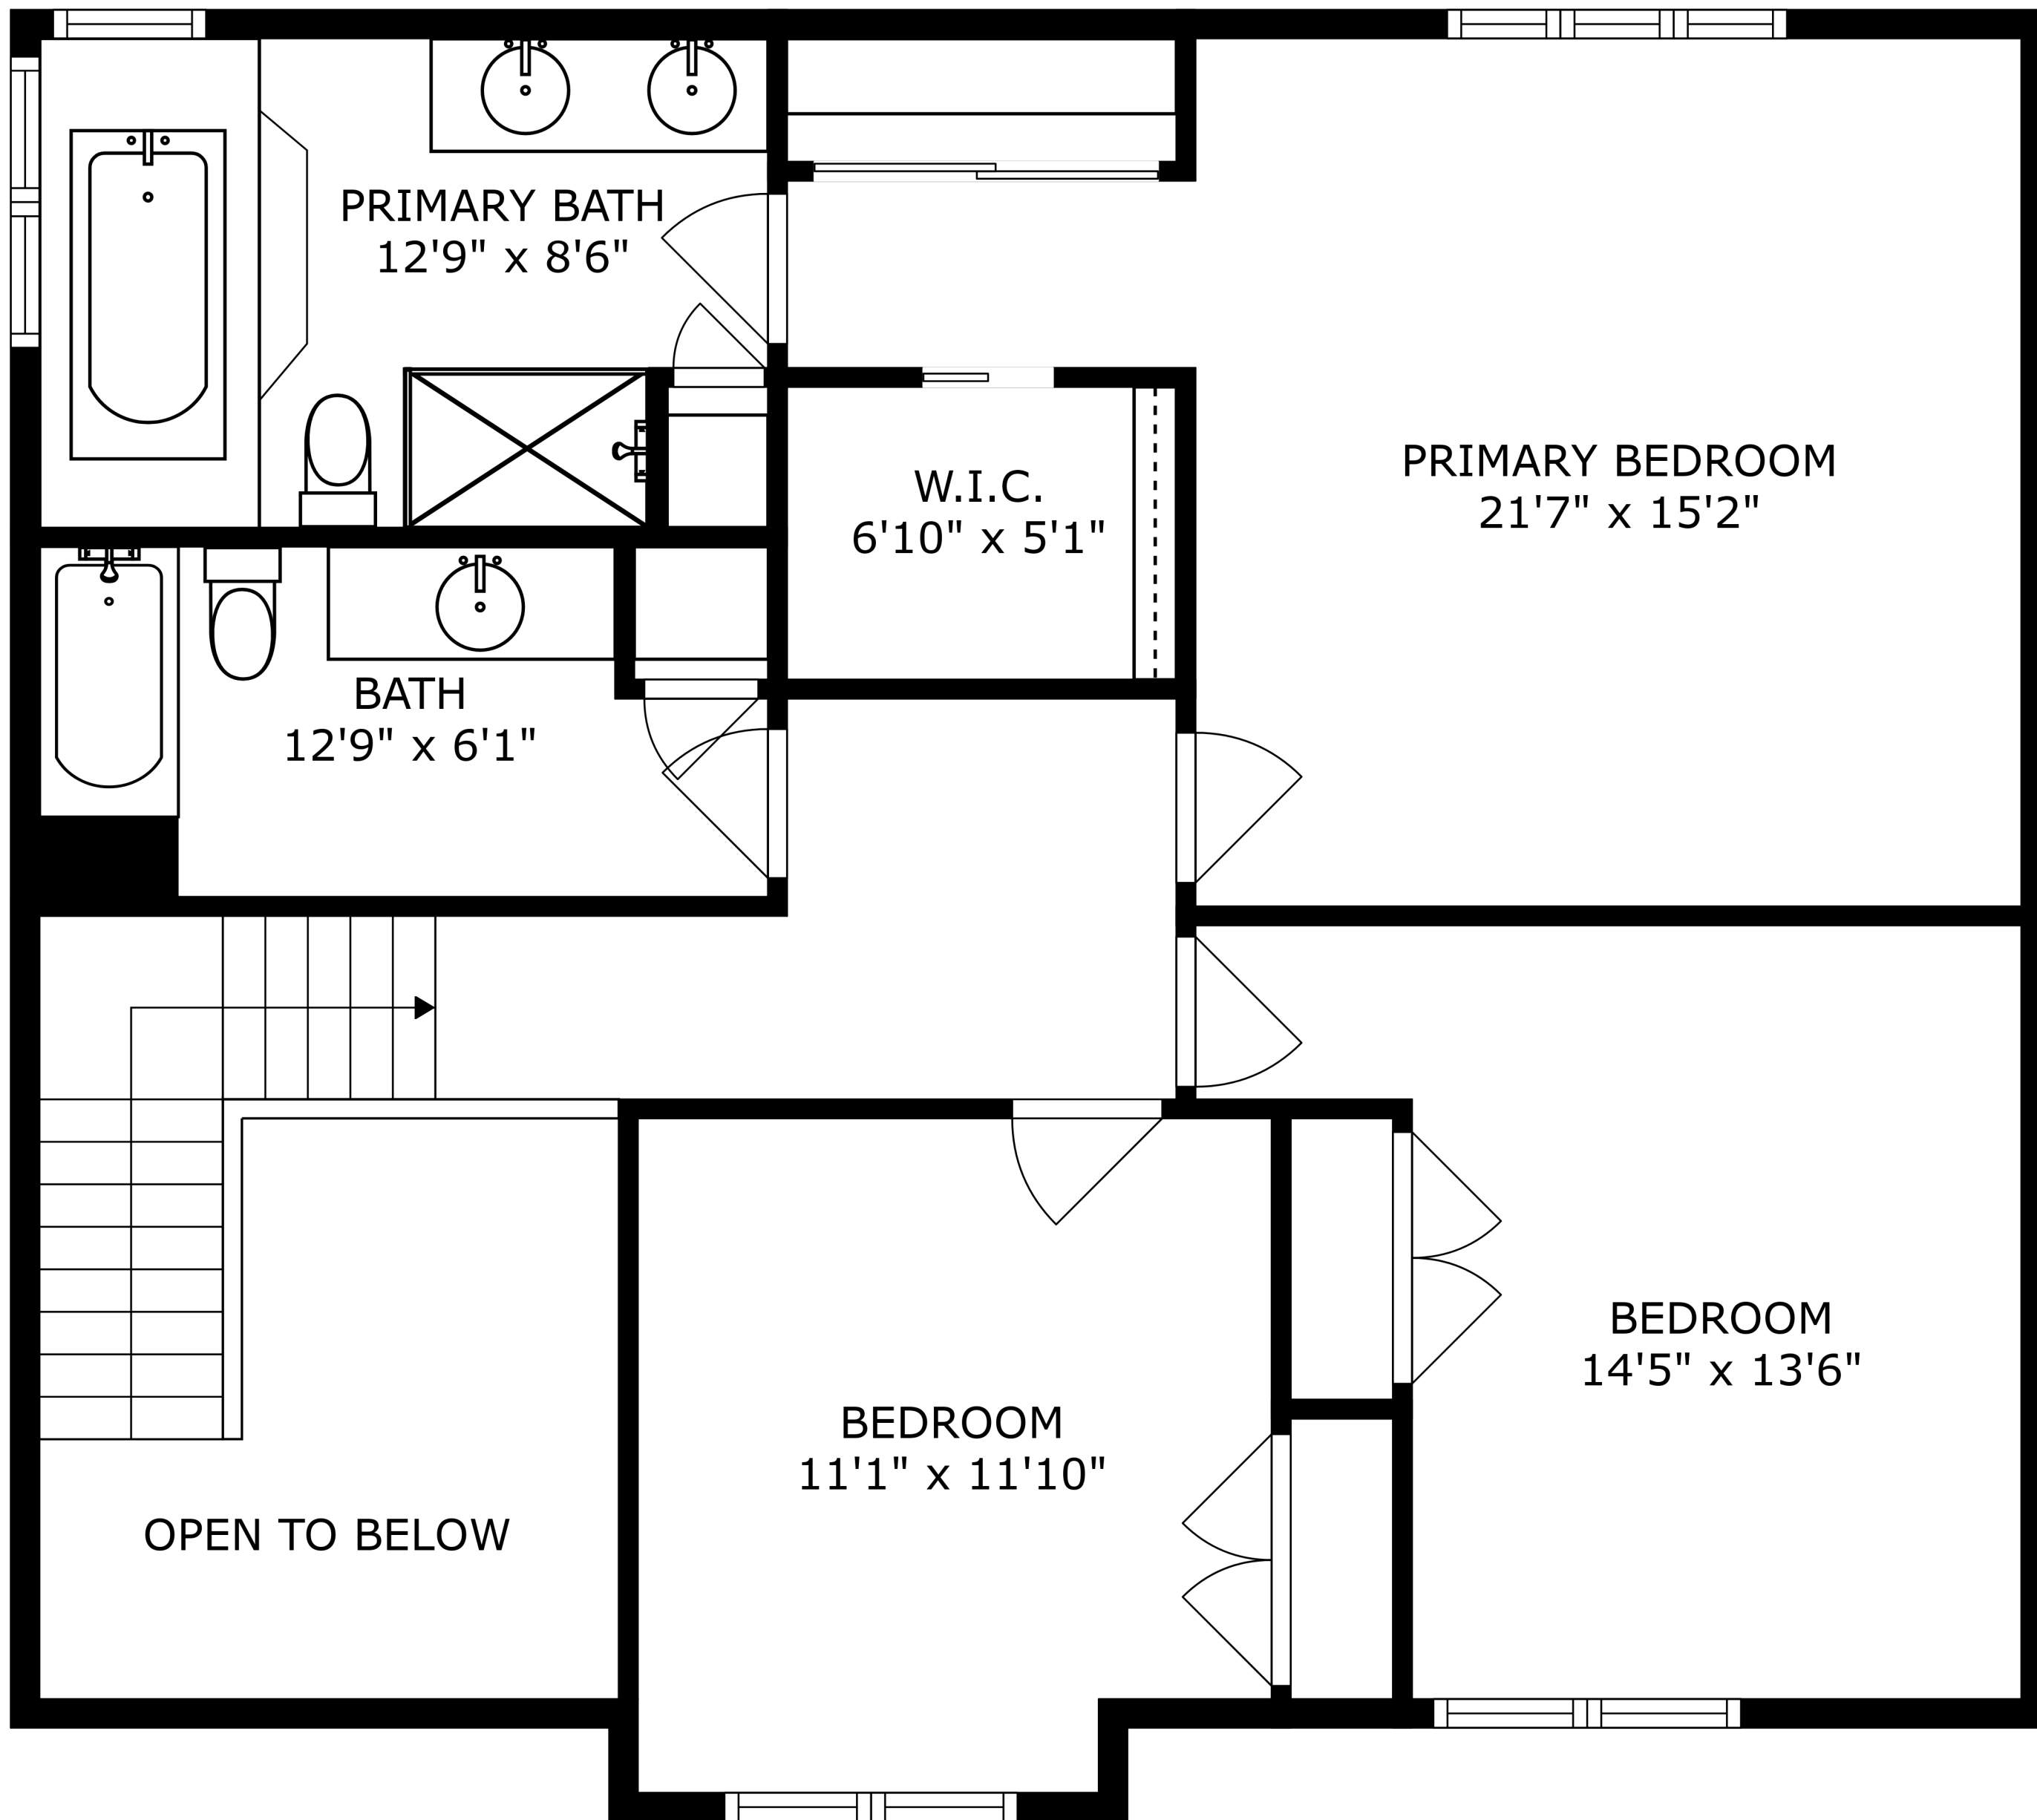 PRIMARY BATH
12'9" x 8'6"
PRIMARY BEDROOM
21'7" x 15'2"
W.I.C.
6'10" x 5'1"
BATH
12'9" x 6'1"
BEDROOM
14'5" x 13'6"
BEDROOM
11'1" x 11'10"
OPEN TO BELOW